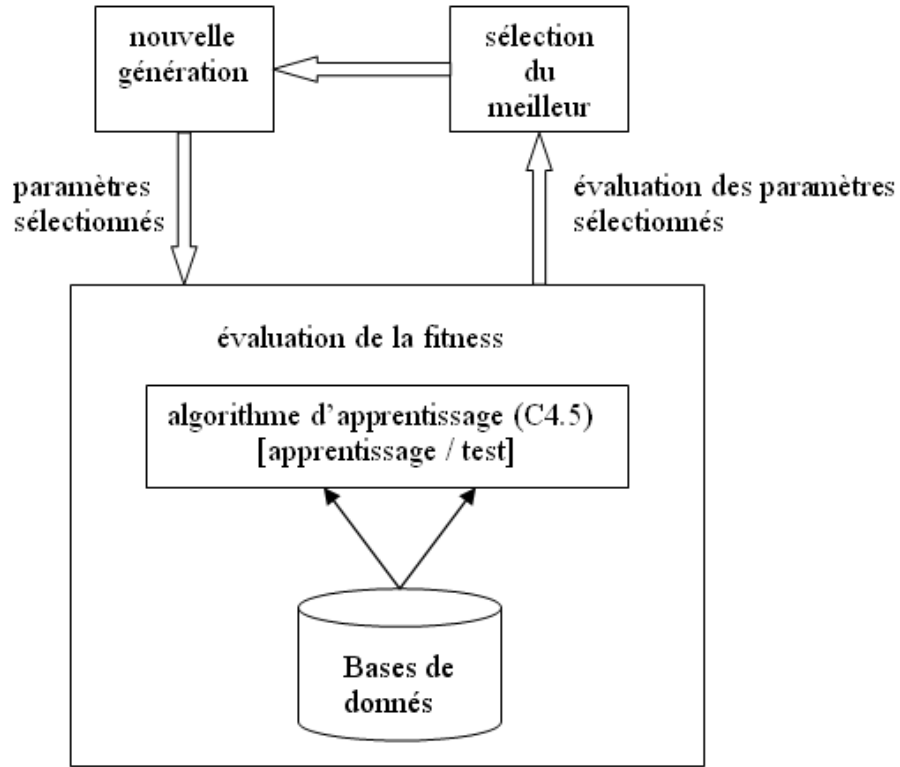 nouvelle
génération
sélection
du
meilleur
paramètres
sélectionnés
évaluation des paramètres
sélectionnés
évaluation de la fitness
algorithme d'apprentissage (C4.5)
[apprentissage / test]
Bases de
donnés